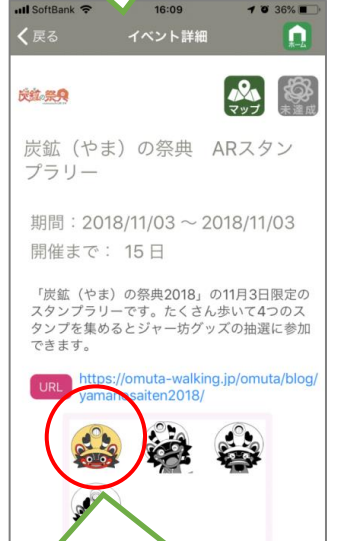 SoftBank 16:09 36%
戻る イベント詳細 ホーム
炭鉱の祭典 マップ 未達成
炭鉱（やま）の祭典 ARスタン
プラリー
期間：2018/11/03 ～ 2018/11/03
開催まで： 15 日
「炭鉱（やま）の祭典2018」の11月3日限定の
スタンプラリーです。たくさん歩いて4つのス
タンプを集めるとジャー坊グッズの抽選に参加
できます。
URL https://omuta-walking.jp/omuta/blog/
yamanosaiten2018/